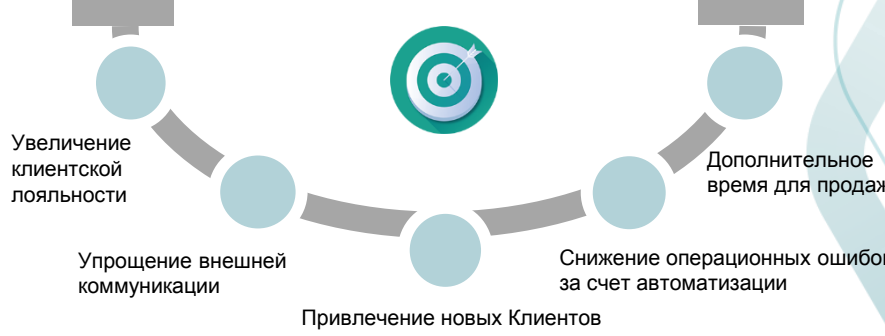 Увеличение
клиентской
лояльности
Упрощение внешней
коммуникации
Привлечение новых Клиентов
Снижение операционных
за счет автоматизации
Дополнительное
время для